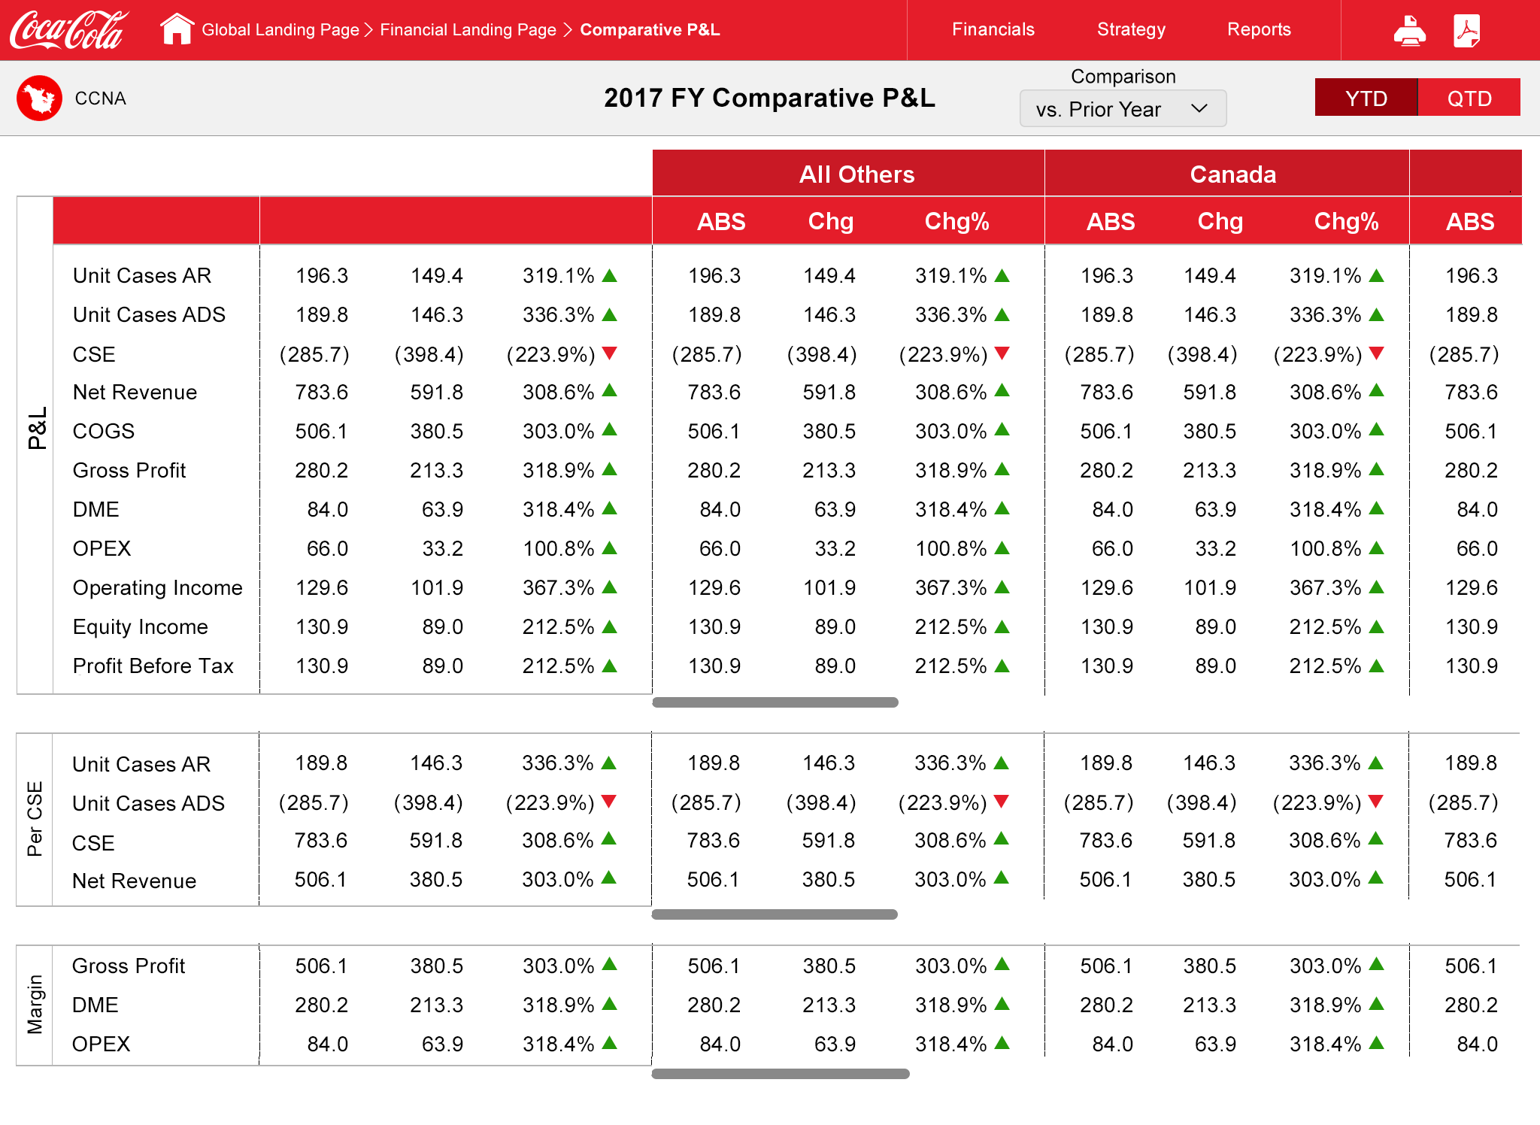 Coca-Cola
Global Landing Page > Financial Landing Page > Comparative P&L
Financials Strategy Reports
CCNA
2017 FY Comparative P&L
Comparison
vs. Prior Year
YTD QTD
All Others Canada
ABS Chg Chg% ABS Chg Chg% ABS
P&L
Unit Cases AR 196.3 149.4 319.1% 196.3 149.4 319.1% 196.3 149.4 319.1% 196.3
Unit Cases ADS 189.8 146.3 336.3% 189.8 146.3 336.3% 189.8 146.3 336.3% 189.8
CSE (285.7) (398.4) (223.9%) (285.7) (398.4) (223.9%) (285.7) (398.4) (223.9%) (285.7)
Net Revenue 783.6 591.8 308.6% 783.6 591.8 308.6% 783.6 591.8 308.6% 783.6
COGS 506.1 380.5 303.0% 506.1 380.5 303.0% 506.1 380.5 303.0% 506.1
Gross Profit 280.2 213.3 318.9% 280.2 213.3 318.9% 280.2 213.3 318.9% 280.2
DME 84.0 63.9 318.4% 84.0 63.9 318.4% 84.0 63.9 318.4% 84.0
OPEX 66.0 33.2 100.8% 66.0 33.2 100.8% 66.0 33.2 100.8% 66.0
Operating Income 129.6 101.9 367.3% 129.6 101.9 367.3% 129.6 101.9 367.3% 129.6
Equity Income 130.9 89.0 212.5% 130.9 89.0 212.5% 130.9 89.0 212.5% 130.9
Profit Before Tax 130.9 89.0 212.5% 130.9 89.0 212.5% 130.9 89.0 212.5% 130.9
Per CSE
Unit Cases AR 189.8 146.3 336.3% 189.8 146.3 336.3% 189.8 146.3 336.3% 189.8
Unit Cases ADS (285.7) (398.4) (223.9%) (285.7) (398.4) (223.9%) (285.7) (398.4) (223.9%) (285.7)
CSE 783.6 591.8 308.6% 783.6 591.8 308.6% 783.6 591.8 308.6% 783.6
Net Revenue 506.1 380.5 303.0% 506.1 380.5 303.0% 506.1 380.5 303.0% 506.1
Margin
Gross Profit 506.1 380.5 303.0% 506.1 380.5 303.0% 506.1 380.5 303.0% 506.1
DME 280.2 213.3 318.9% 280.2 213.3 318.9% 280.2 213.3 318.9% 280.2
OPEX 84.0 63.9 318.4% 84.0 63.9 318.4% 84.0 63.9 318.4% 84.0